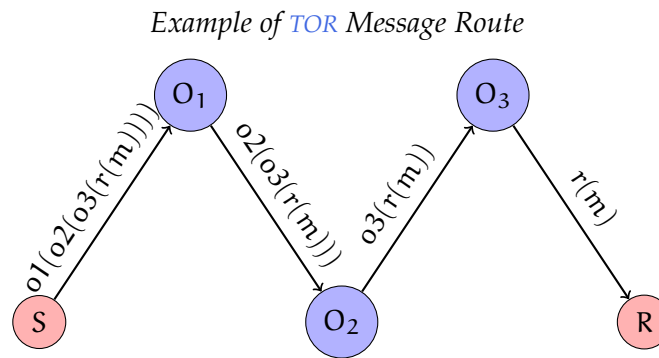 Example of TOR Message Route
O1
O3
o1(o2(o3(r(m))))
o2(o3(r(m)))
o3(r(m))
r(m)
S
O2
R